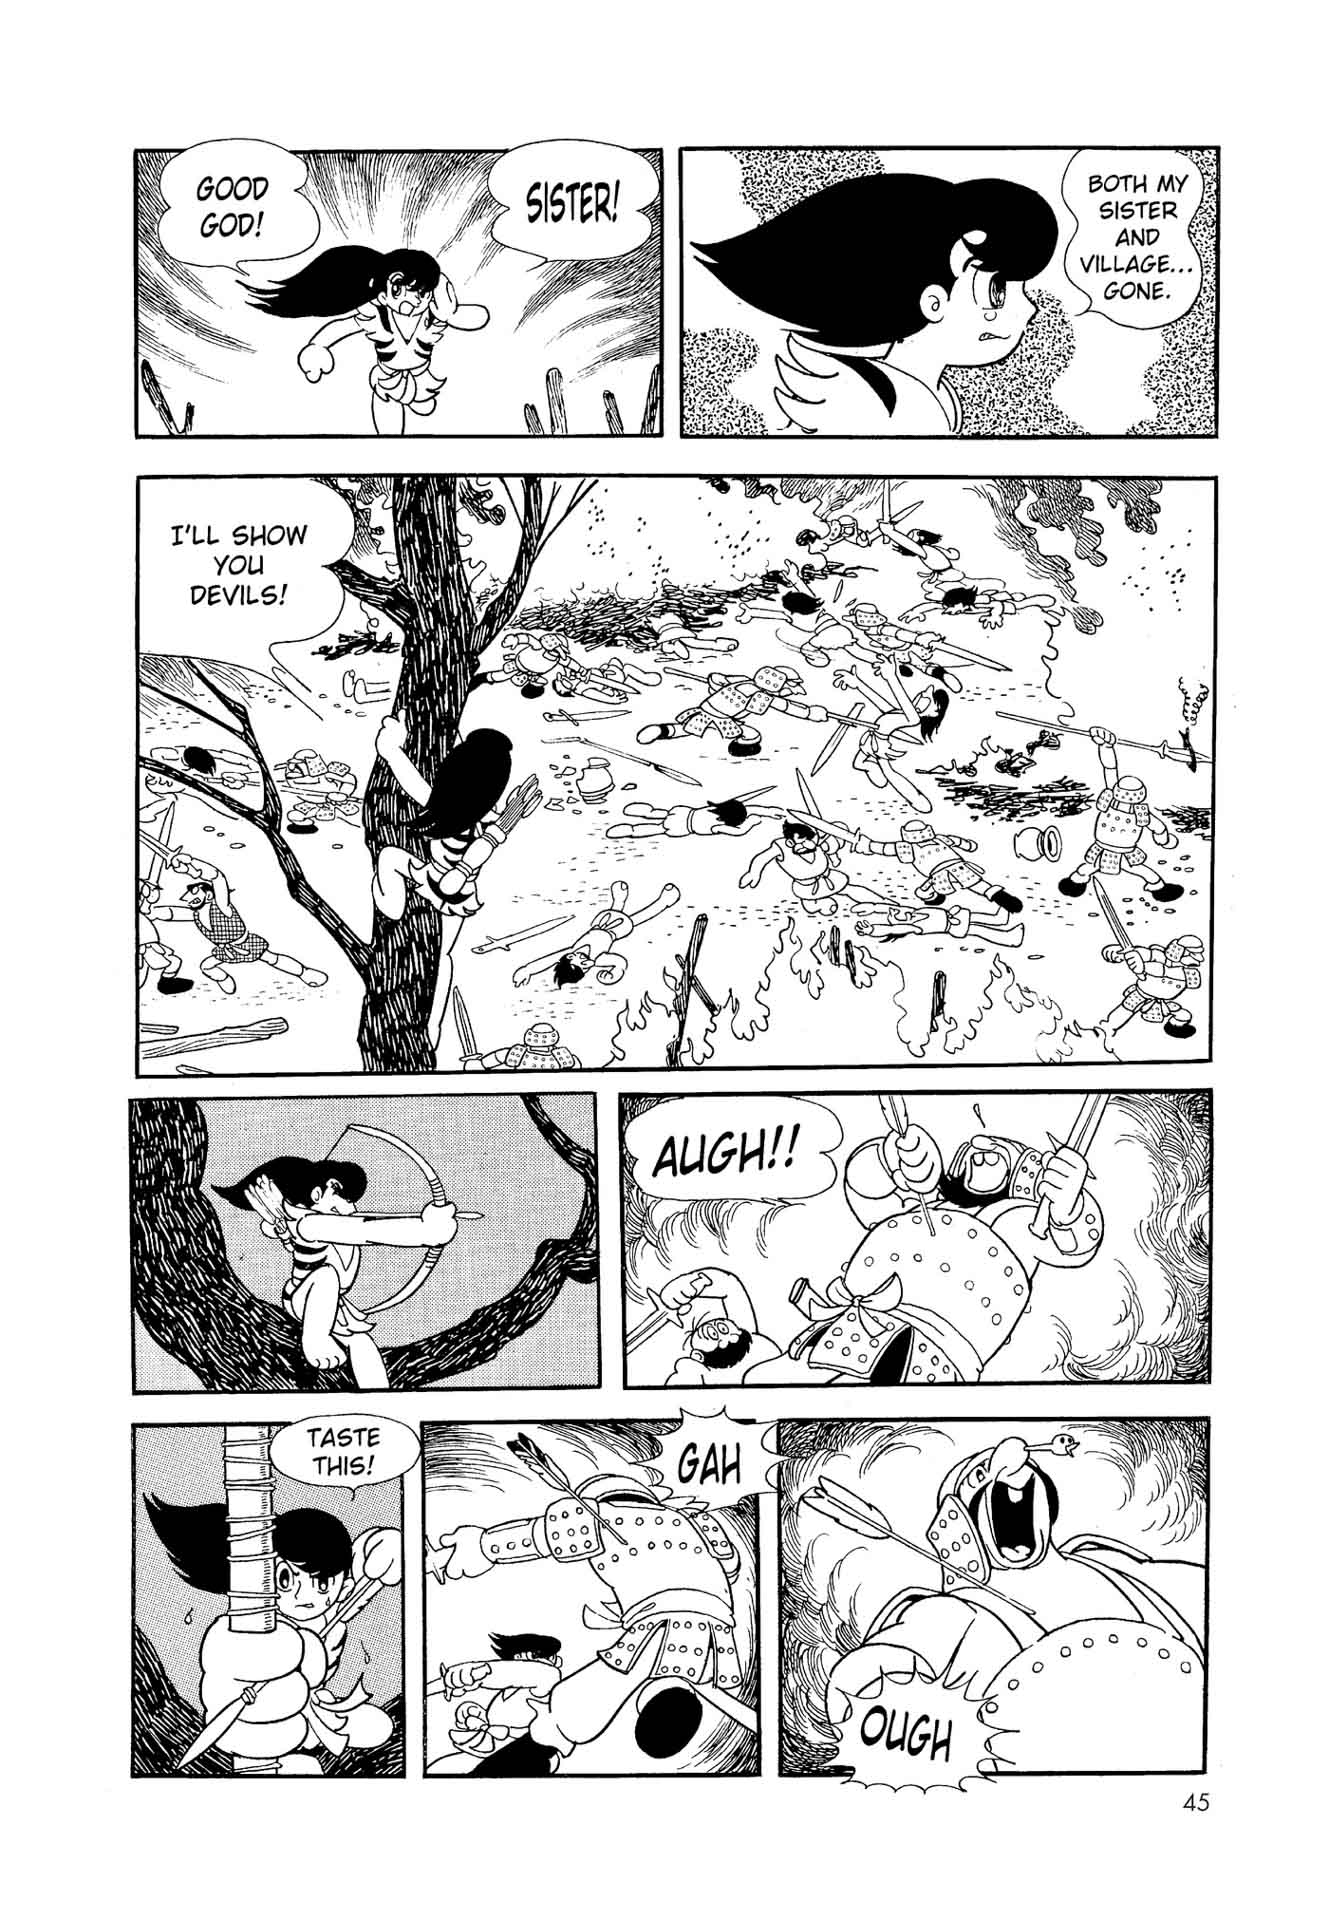 GOOD
GOD!
SISTER!
BOTH MY
SISTER
AND
VILLAGE...
GONE.
I'LL SHOW
YOU
DEVILS!
AUGH!!
TASTE
THIS!
GAH
OUGH
45